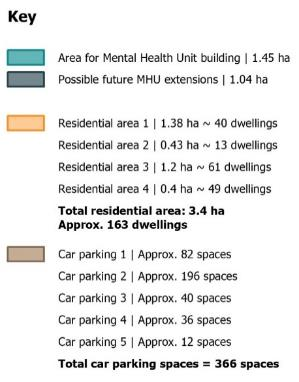 Key
Area for Mental Health Unit building | 1.45 ha
Possible future MHU extensions | 1.04 ha
Residential area 1 | 1.38 ha ~ 40 dwellings
Residential area 2 | 0.43 ha ~ 13 dwellings
Residential area 3 | 1.2 ha ~ 61 dwellings
Residential area 4 | 0.4 ha ~ 49 dwellings
Total residential area: 3.4 ha
Approx. 163 dwellings
Car parking 1 | Approx. 82 spaces
Car parking 2 | Approx. 196 spaces
Car parking 3 | Approx. 40 spaces
Car parking 4 | Approx. 36 spaces
Car parking 5 | Approx. 12 spaces
Total car parking spaces = 366 spaces